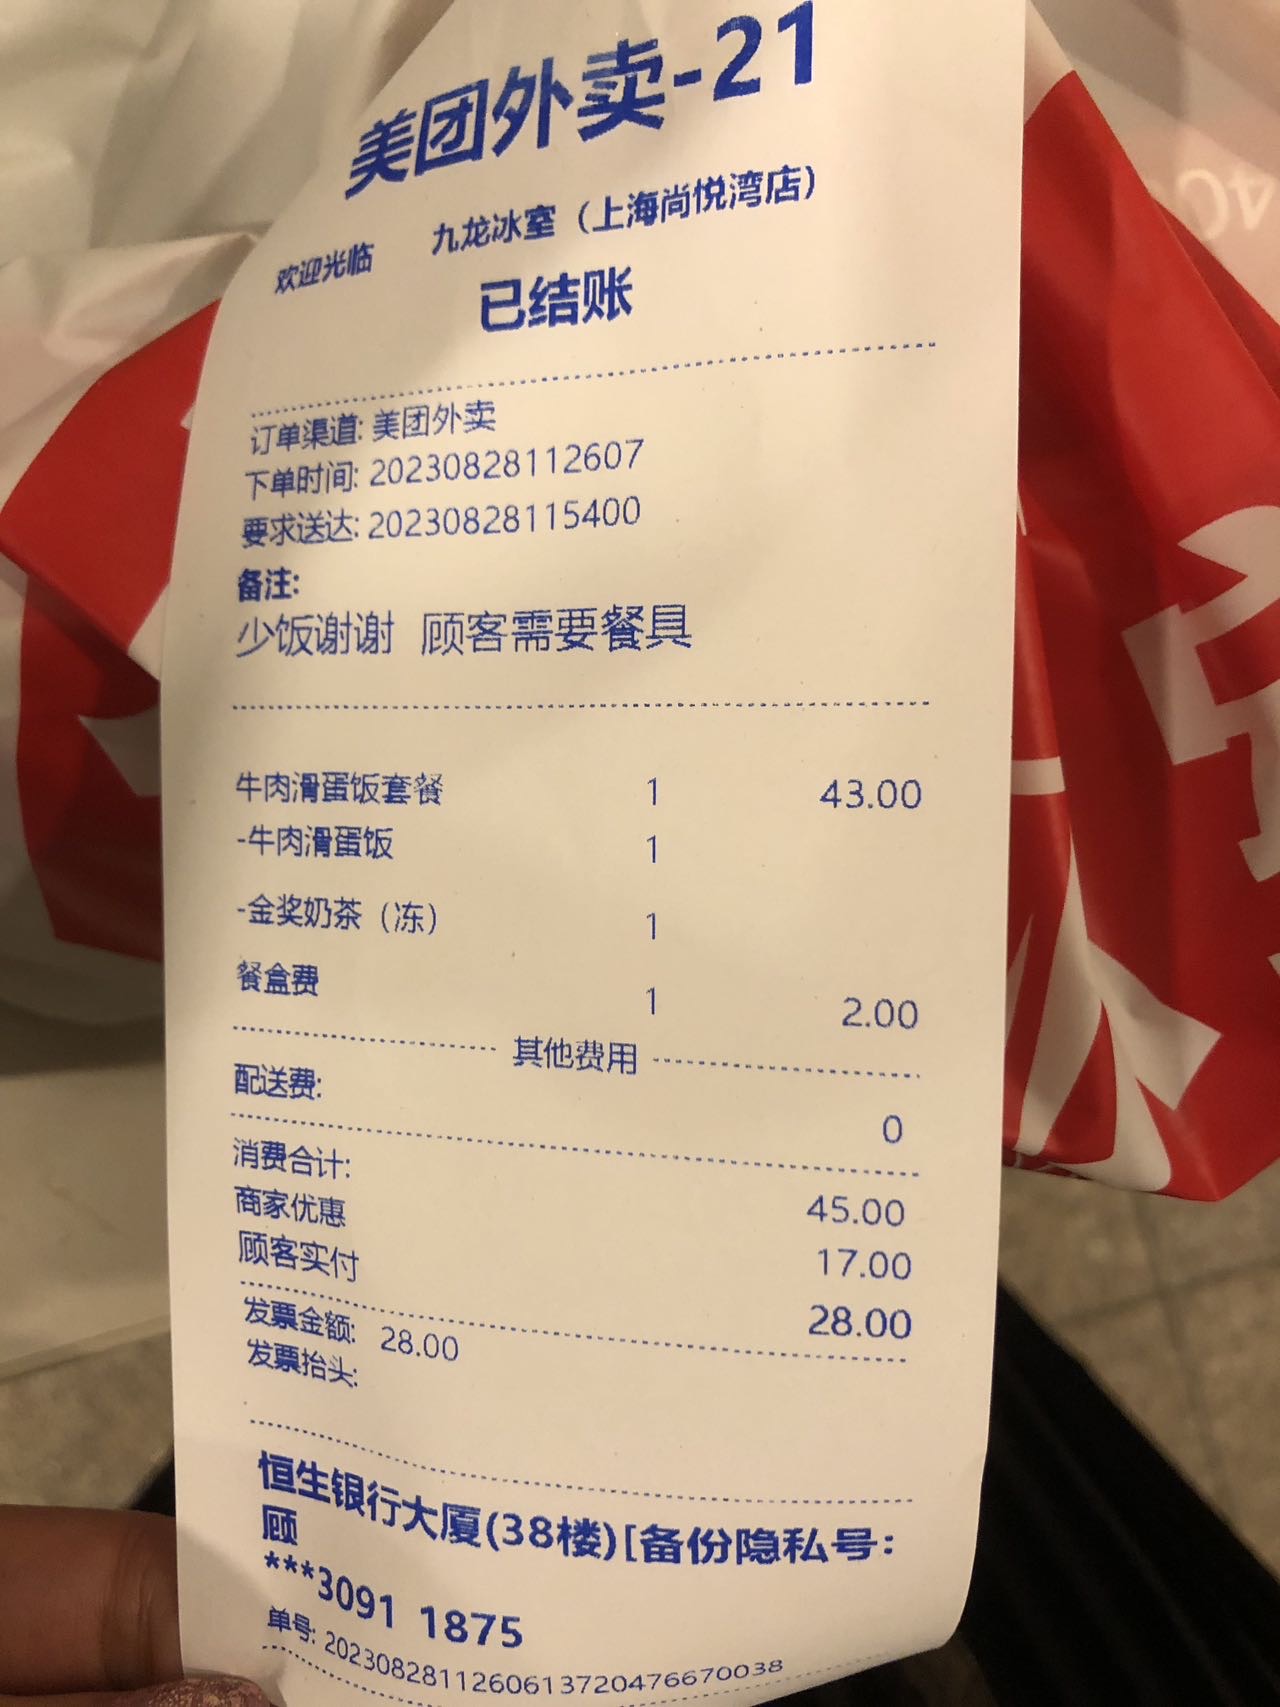 美团外卖-21
欢迎光临 九龙冰室（上海尚悦湾店）
已结账
订单渠道: 美团外卖
下单时间: 20230828112607
要求送达: 20230828115400
备注:
少饭谢谢 顾客需要餐具
牛肉滑蛋饭套餐 1 43.00
-牛肉滑蛋饭 1
-金奖奶茶（冻） 1
餐盒费 1 2.00
其他费用
配送费: 0
消费合计: 45.00
商家优惠 17.00
顾客实付 28.00
发票金额: 28.00
发票抬头:
恒生银行大厦(38楼)[备份隐私号:
顾
***3091 1875
单号: 2023082811260613720476670038